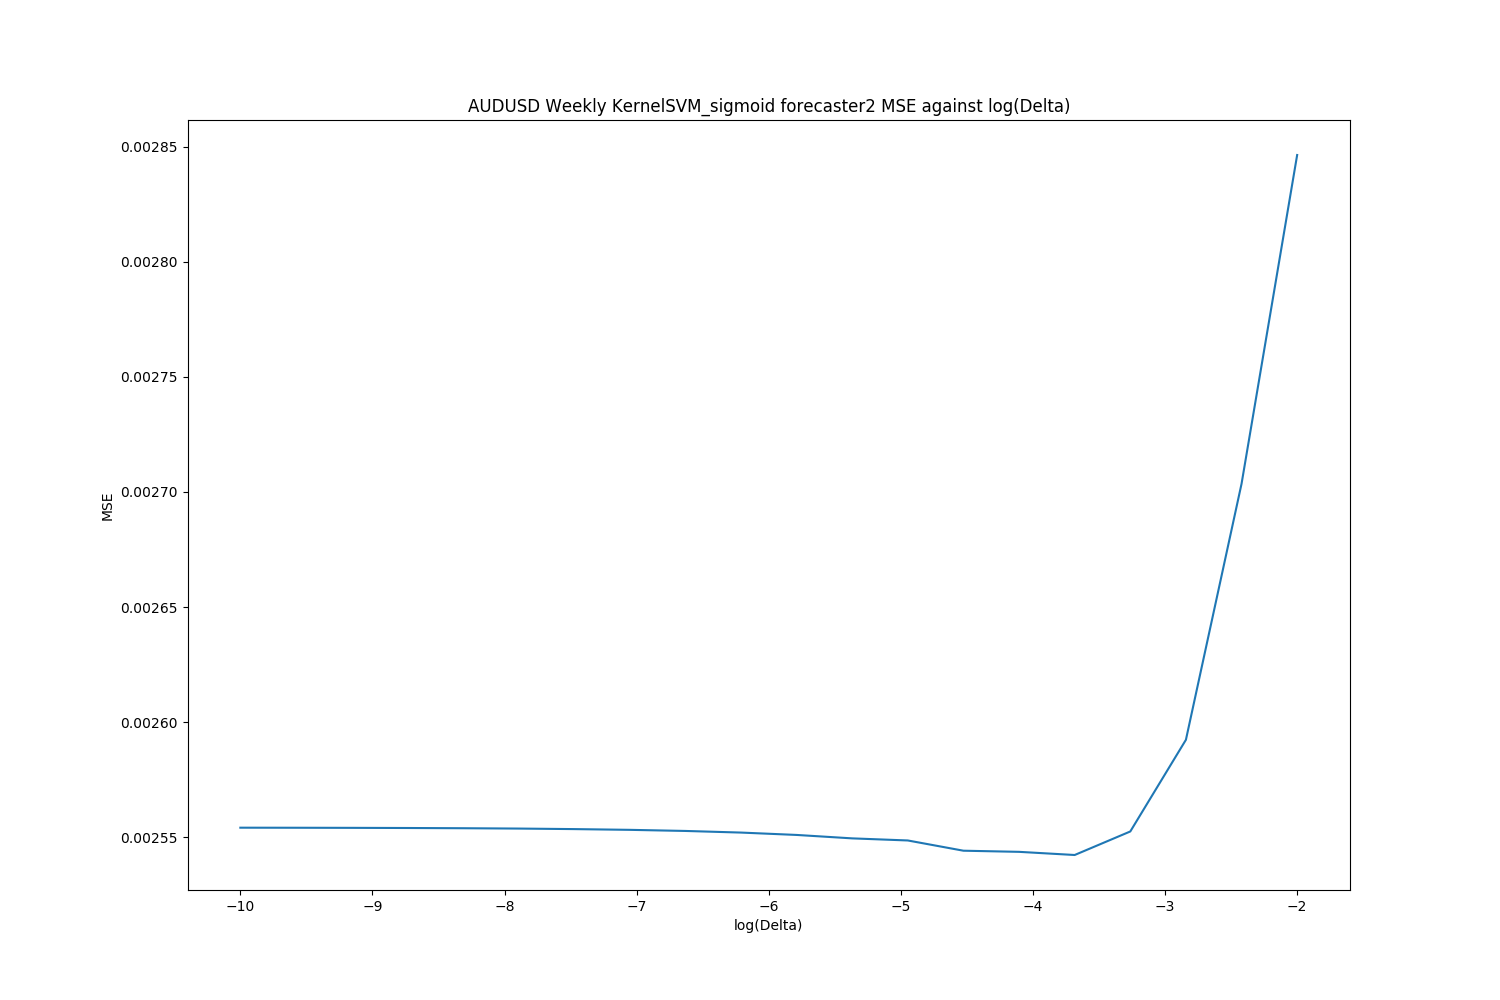 AUDUSD Weekly KernelSVM_sigmoid forecaster2 MSE against log(Delta)
0.00285
0.00280
0.00275
0.00270
0.00265
0.00260
0.00255
MSE
−10 −9 −8 −7 −6 −5 −4 −3 −2
log(Delta)